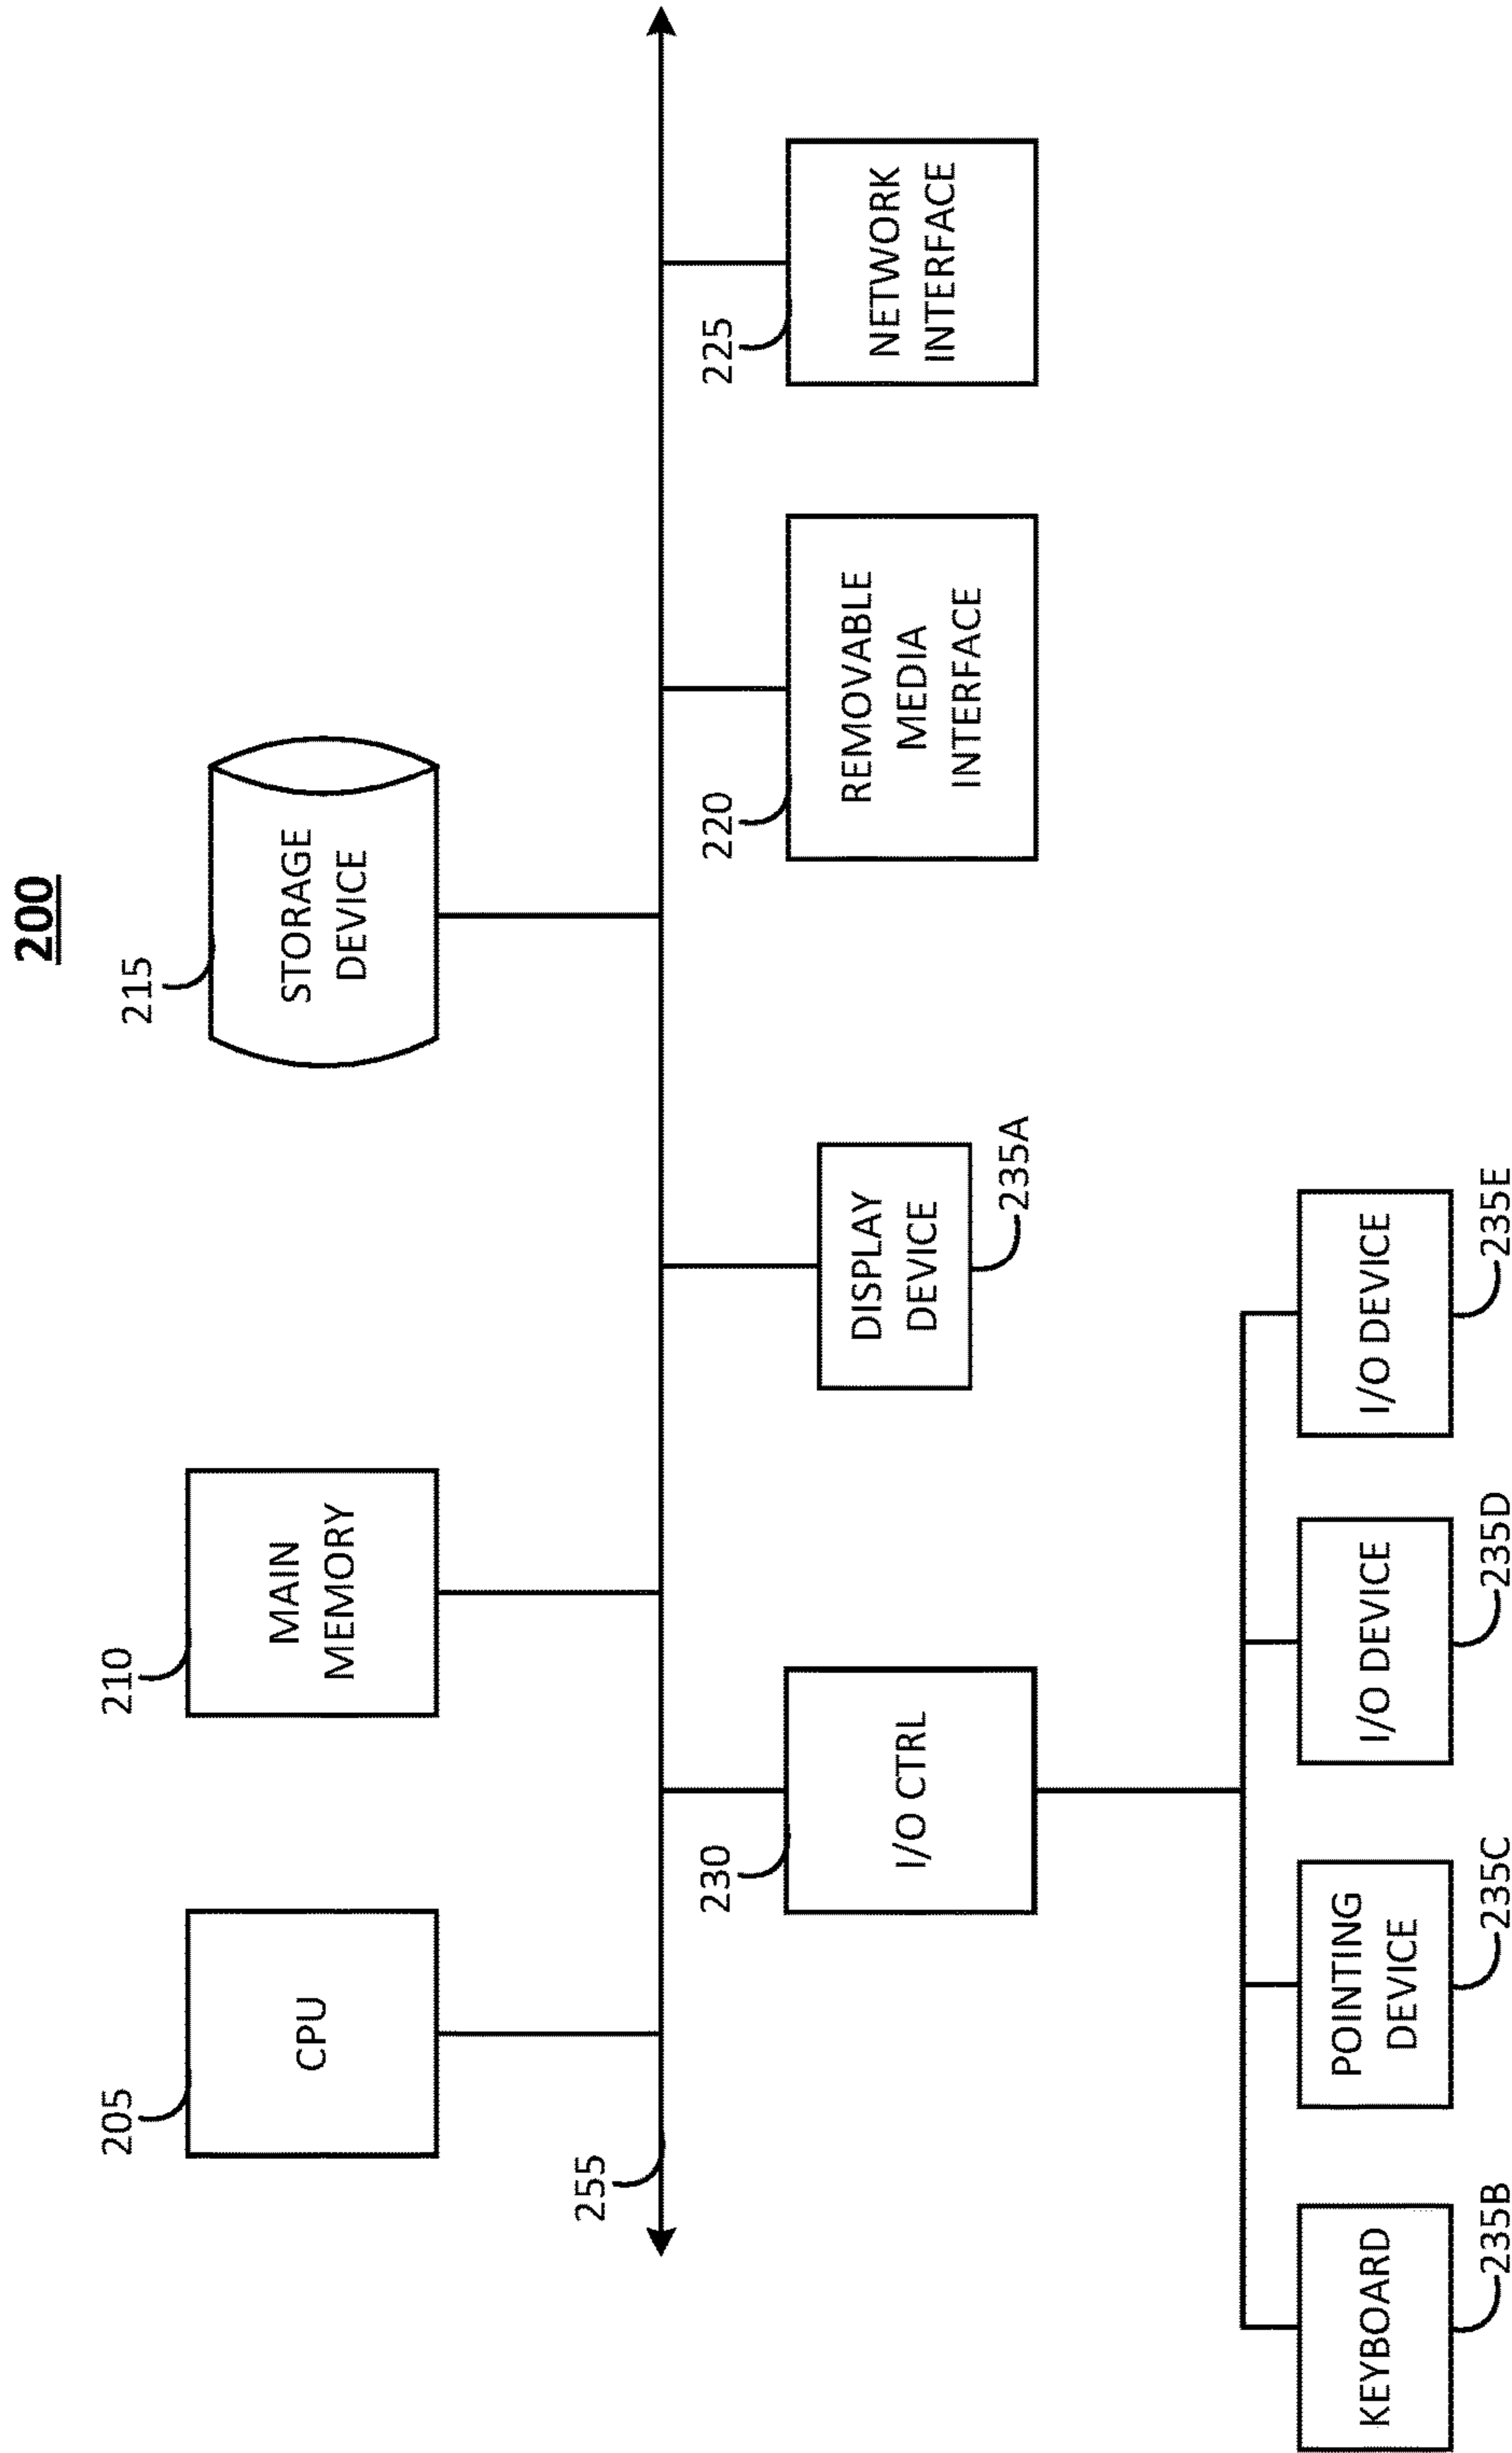 200
205
CPU
210
MAIN
MEMORY
215
STORAGE
DEVICE
255
230
I/O CTRL
DISPLAY
DEVICE
235A
220
REMOVABLE
MEDIA
INTERFACE
225
NETWORK
INTERFACE
KEYBOARD
235B
POINTING
DEVICE
235C
I/O DEVICE
235D
I/O DEVICE
235E